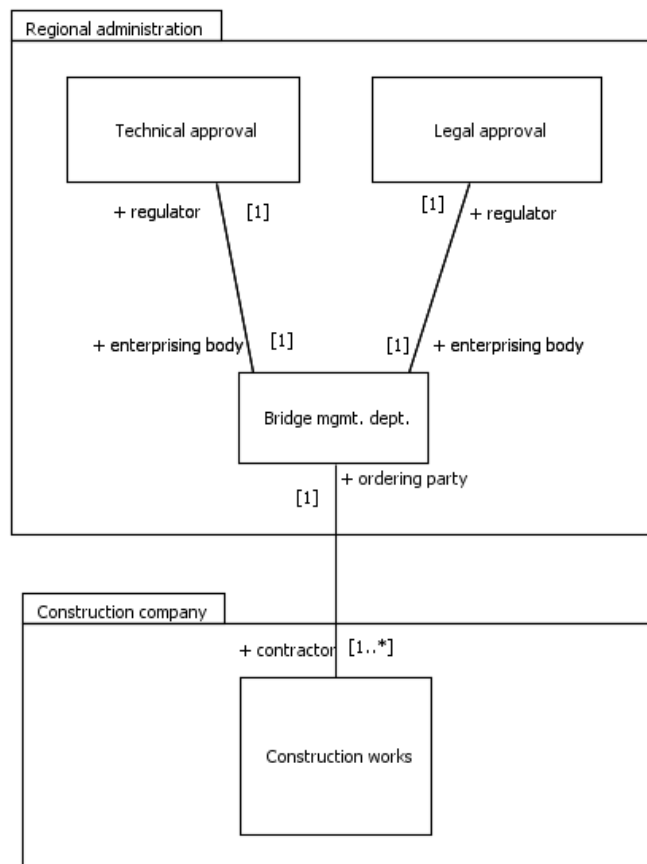 Regional administration
Technical approval
Legal approval
+ regulator
[1]
[1]
+ regulator
+ enterprising body
[1]
[1]
+ enterprising body
Bridge mgmt. dept.
+ ordering party
[1]
Construction company
+ contractor
[1..*]
Construction works